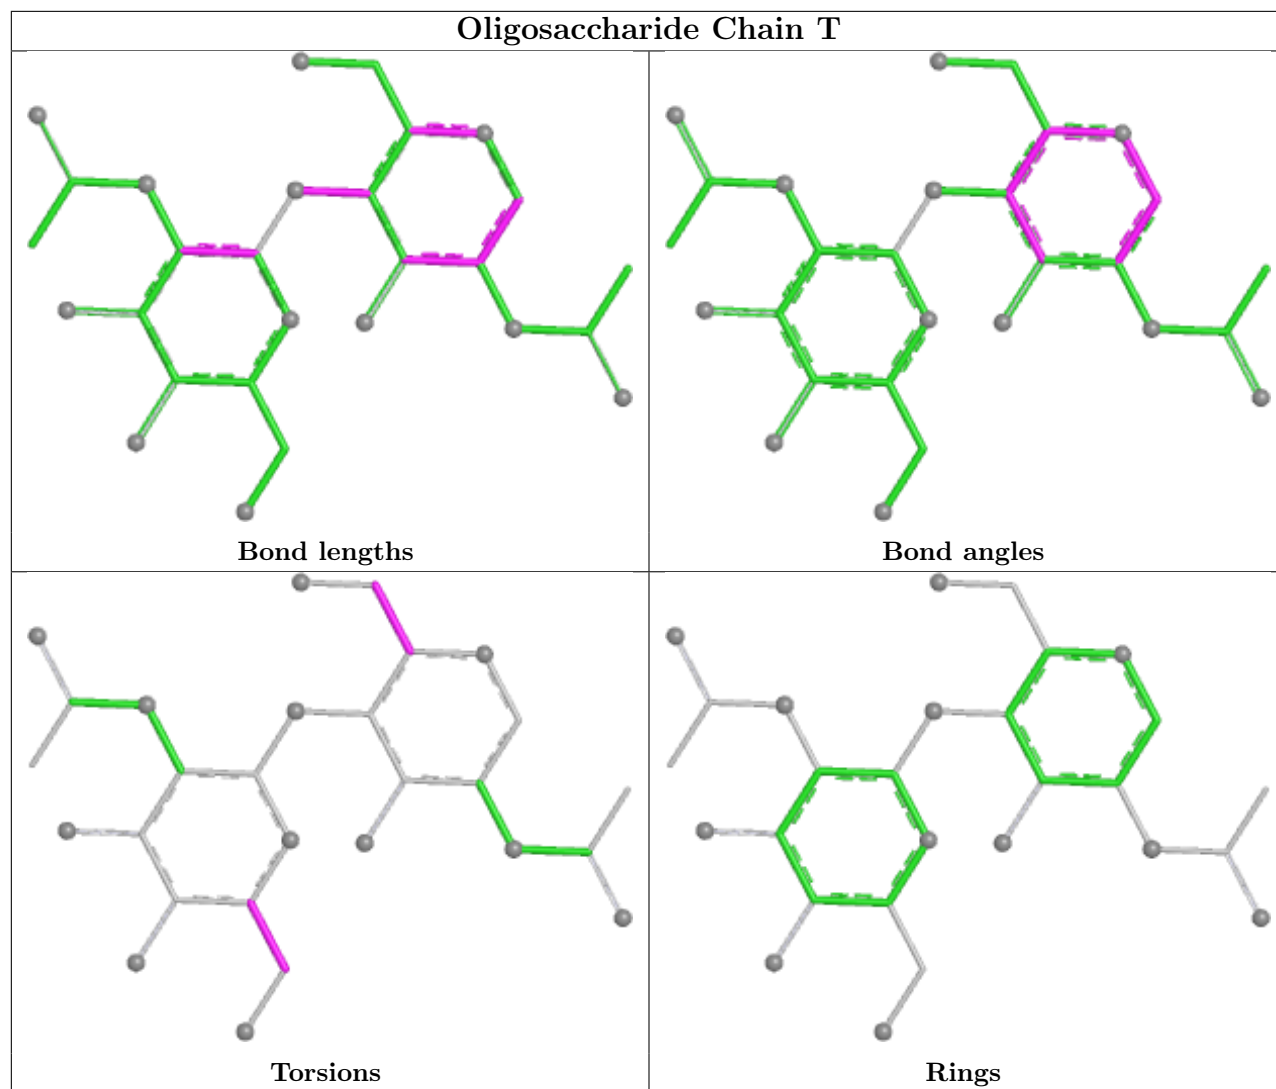 Oligosaccharide Chain T
Bond lengths
Bond angles
Torsions
Rings